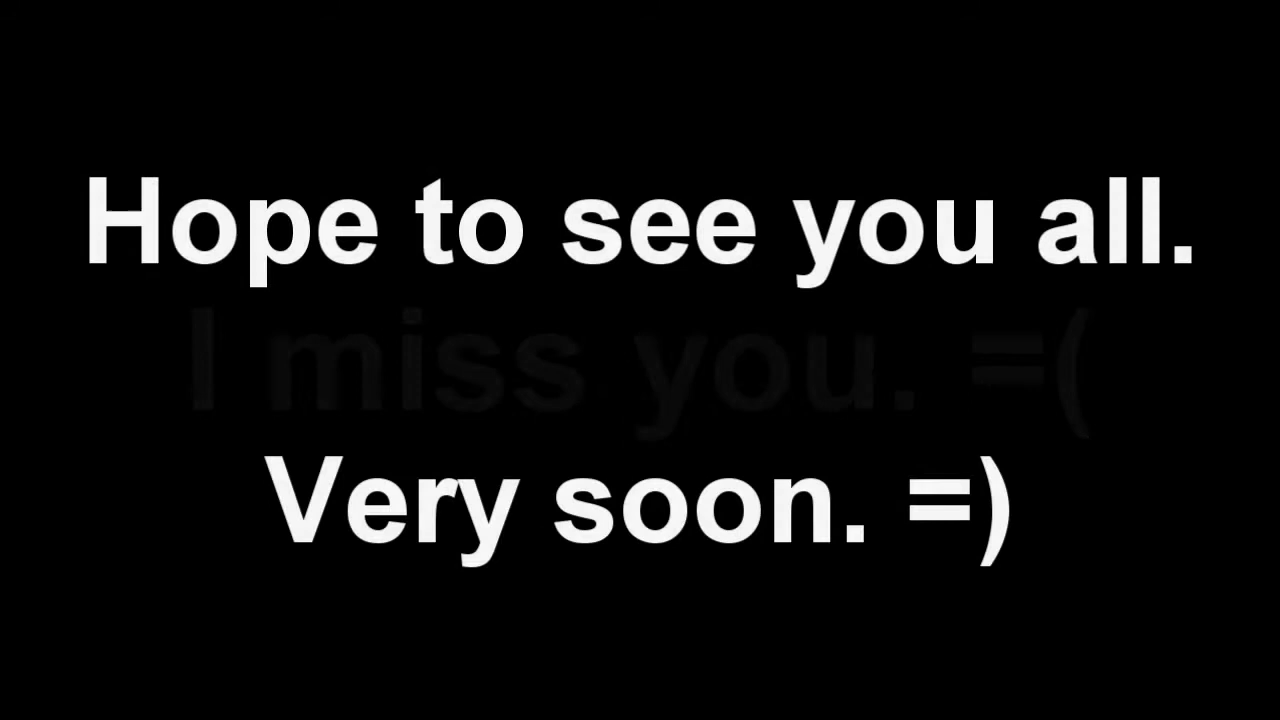 Hope to see you all.
I miss you. =(
Very soon. =)